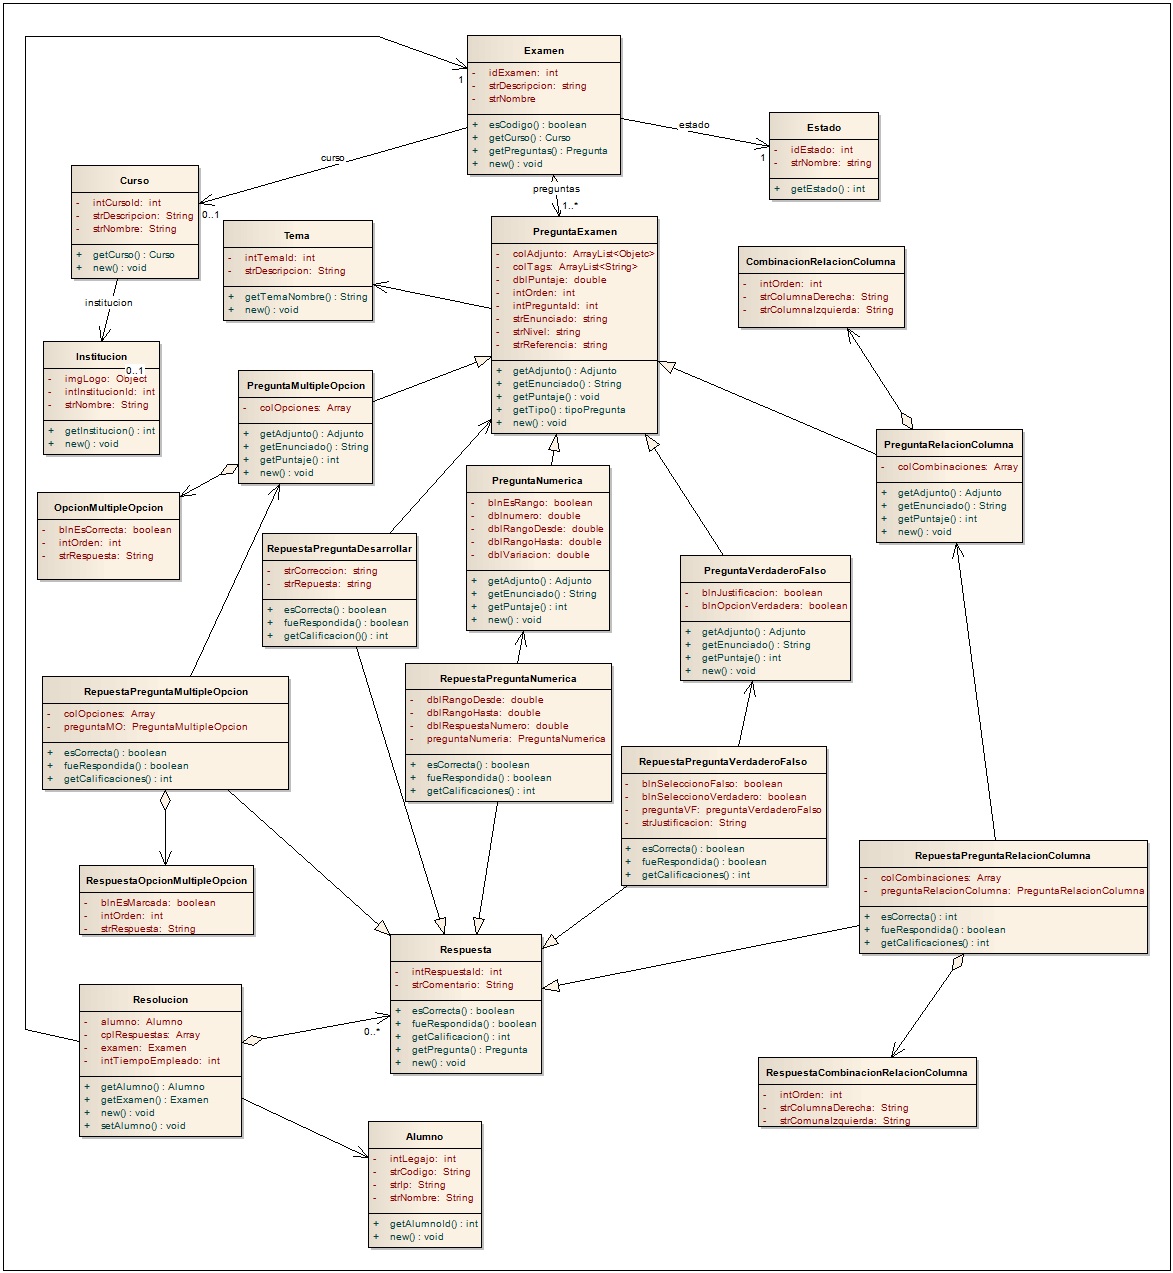 Examen
- idExamen: int
- strDescripcion: string
- strNombre
+ esCodigo() : boolean
+ getCurso() : Curso
+ getPreguntas() : Pregunta
+ new() : void
1
estado
Estado
- idEstado: int
- strNombre: string
+ getEstado() : int
1
curso
0..1
preguntas
1..*
Curso
- intCursoId: int
- strDescripcion: String
- strNombre: String
+ getCurso() : Curso
+ new() : void
institucion
0..1
Tema
- intTemaId: int
- strDescripcion: String
+ getTemaNombre() : String
+ new() : void
PreguntaExamen
- colAdjunto: ArrayList<Objetc>
- colTags: ArrayList<String>
- dblPuntaje: double
- intOrden: int
- intPreguntaId: int
- strEnunciado: string
- strNivel: string
- strReferencia: string
+ getAdjunto() : Adjunto
+ getEnunciado() : String
+ getPuntaje() : void
+ getTipo() : tipoPregunta
+ new() : void
CombinacionRelacionColumna
- intOrden: int
- strColumnaDerecha: String
- strColumnaIzquierda: String
Institucion
- imgLogo: Object
- intInstitucionId: int
- strNombre: String
+ getInstitucion() : int
+ new() : void
PreguntaMultipleOpcion
- colOpciones: Array
+ getAdjunto() : Adjunto
+ getEnunciado() : String
+ getPuntaje() : int
+ new() : void
PreguntaRelacionColumna
- colCombinaciones: Array
+ getAdjunto() : Adjunto
+ getEnunciado() : String
+ getPuntaje() : int
+ new() : void
OpcionMultipleOpcion
- blnEsCorrecta: boolean
- intOrden: int
- strRespuesta: String
PreguntaNumerica
- blnEsRango: boolean
- dblnumero: double
- dblRangoDesde: double
- dblRangoHasta: double
- dblVariacion: double
+ getAdjunto() : Adjunto
+ getEnunciado() : String
+ getPuntaje() : int
+ new() : void
RepuestaPreguntaDesarrollar
- strCorreccion: string
- strRepuesta: string
+ esCorrecta() : boolean
+ fueRespondida() : boolean
+ getCalificacion()() : int
PreguntaVerdaderoFalso
- blnJustificacion: boolean
- blnOpcionVerdadera: boolean
+ getAdjunto() : Adjunto
+ getEnunciado() : String
+ getPuntaje() : int
+ new() : void
RepuestaPreguntaMultipleOpcion
- colOpciones: Array
- preguntaMO: PreguntaMultipleOpcion
+ esCorrecta() : boolean
+ fueRespondida() : boolean
+ getCalificaciones() : int
RepuestaPreguntaNumerica
- dblRangoDesde: double
- dblRangoHasta: double
- dblRespuestaNumero: double
- preguntaNumeria: PreguntaNumerica
+ esCorrecta() : boolean
+ fueRespondida() : boolean
+ getCalificaciones() : int
RepuestaPreguntaVerdaderoFalso
- blnSeleccionoFalso: boolean
- blnSeleccionoVerdadero: boolean
- preguntaVF: preguntaVerdaderoFalso
- strJustificacion: String
+ esCorrecta() : boolean
+ fueRespondida() : boolean
+ getCalificaciones() : int
RepuestaPreguntaRelacionColumna
- colCombinaciones: Array
- preguntaRelacionColumna: PreguntaRelacionColumna
+ esCorrecta() : int
+ fueRespondida() : boolean
+ getCalificaciones() : int
RespuestaOpcionMultipleOpcion
- blnEsMarcada: boolean
- intOrden: int
- strRespuesta: String
Respuesta
- intRespuestaId: int
- strComentario: String
+ esCorrecta() : boolean
+ fueRespondida() : boolean
+ getCalificacion() : int
+ getPregunta() : Pregunta
+ new() : void
0..*
Resolucion
- alumno: Alumno
- cplRespuestas: Array
- examen: Examen
- intTiempoEmpleado: int
+ getAlumno() : Alumno
+ getExamen() : Examen
+ new() : void
+ setAlumno() : void
RespuestaCombinacionRelacionColumna
- intOrden: int
- strColumnaDerecha: String
- strComunaIzquierda: String
Alumno
- intLegajo: int
- strCodigo: String
- strIp: String
- strNombre: String
+ getAlumnoId() : int
+ new() : void